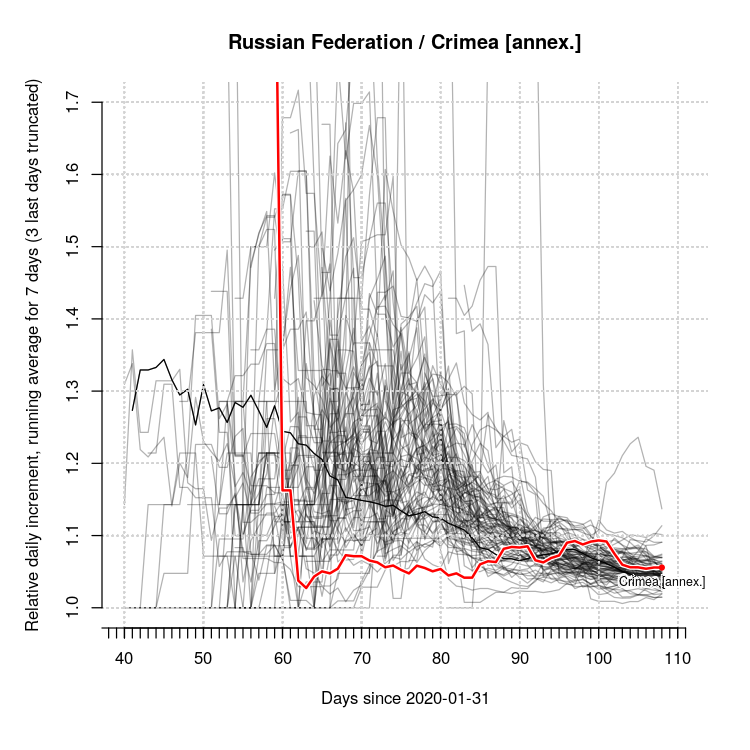 Russian Federation / Crimea [annex.]
Relative daily increment, running average for 7 days (3 last days truncated)
1.7
1.6
1.5
1.4
1.3
1.2
1.1
1.0
Crimea [annex.]
40 50 60 70 80 90 100 110
Days since 2020-01-31